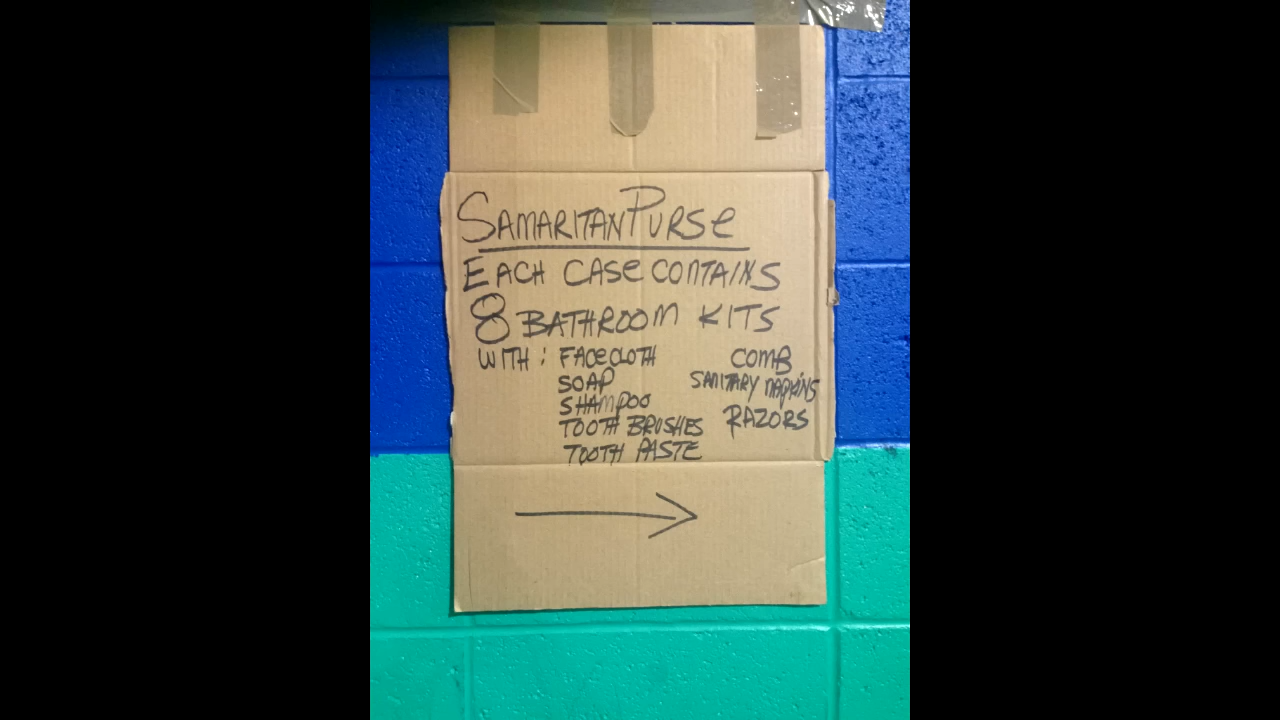 SAMARITAN PURSE
EACH CASE CONTAINS
8 BATHROOM KITS
WITH: FACECLOTH COMB
SOAP SANITARY NAPKINS
SHAMPOO RAZORS
TOOTH BRUSHES
TOOTH PASTE